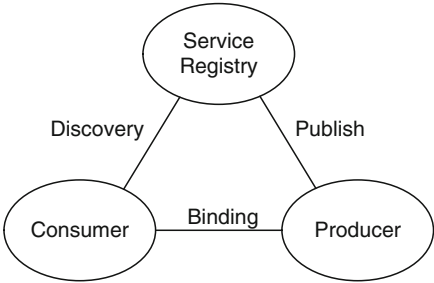 Service
Registry
Discovery
Publish
Consumer
Binding
Producer